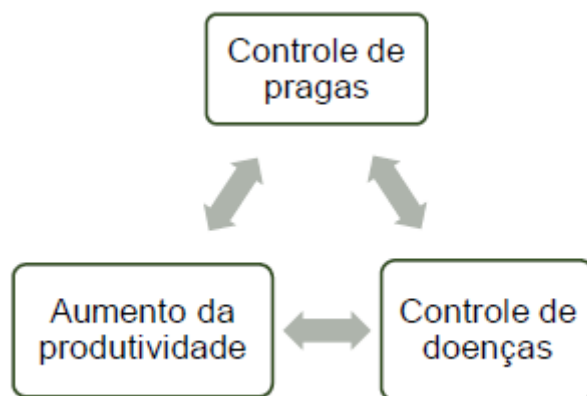 Controle de
pragas
Aumento da
produtividade
Controle de
doenças